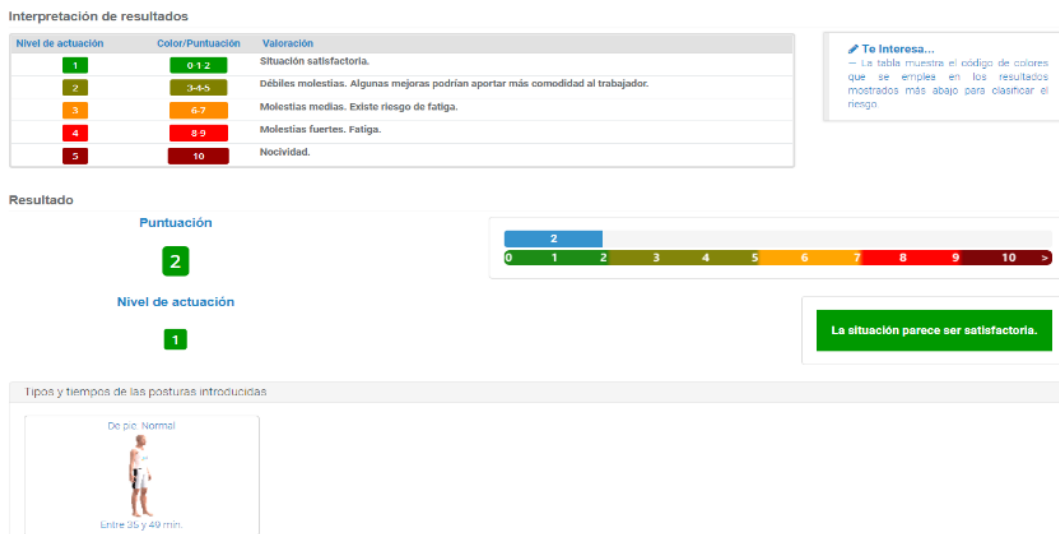 Interpretación de resultados
Nivel de actuación Color/Puntuación Valoración
1 0-1-2 Situación satisfactoria.
2 3-4-5 Débiles molestias. Algunas mejoras podrían aportar más comodidad al trabajador.
3 6-7 Molestias medias. Existe riesgo de fatiga.
4 8-9 Molestias fuertes. Fatiga.
5 10 Nocividad.
Te Interesa...
— La tabla muestra el código de colores
que se emplea en los resultados
mostrados más abajo para clasificar el
riesgo.
Resultado
Puntuación
2
2
0 1 2 3 4 5 6 7 8 9 10 >
Nivel de actuación
1
La situación parece ser satisfactoria.
Tipos y tiempos de las posturas introducidas
De pie. Normal
Entre 35 y 49 min.